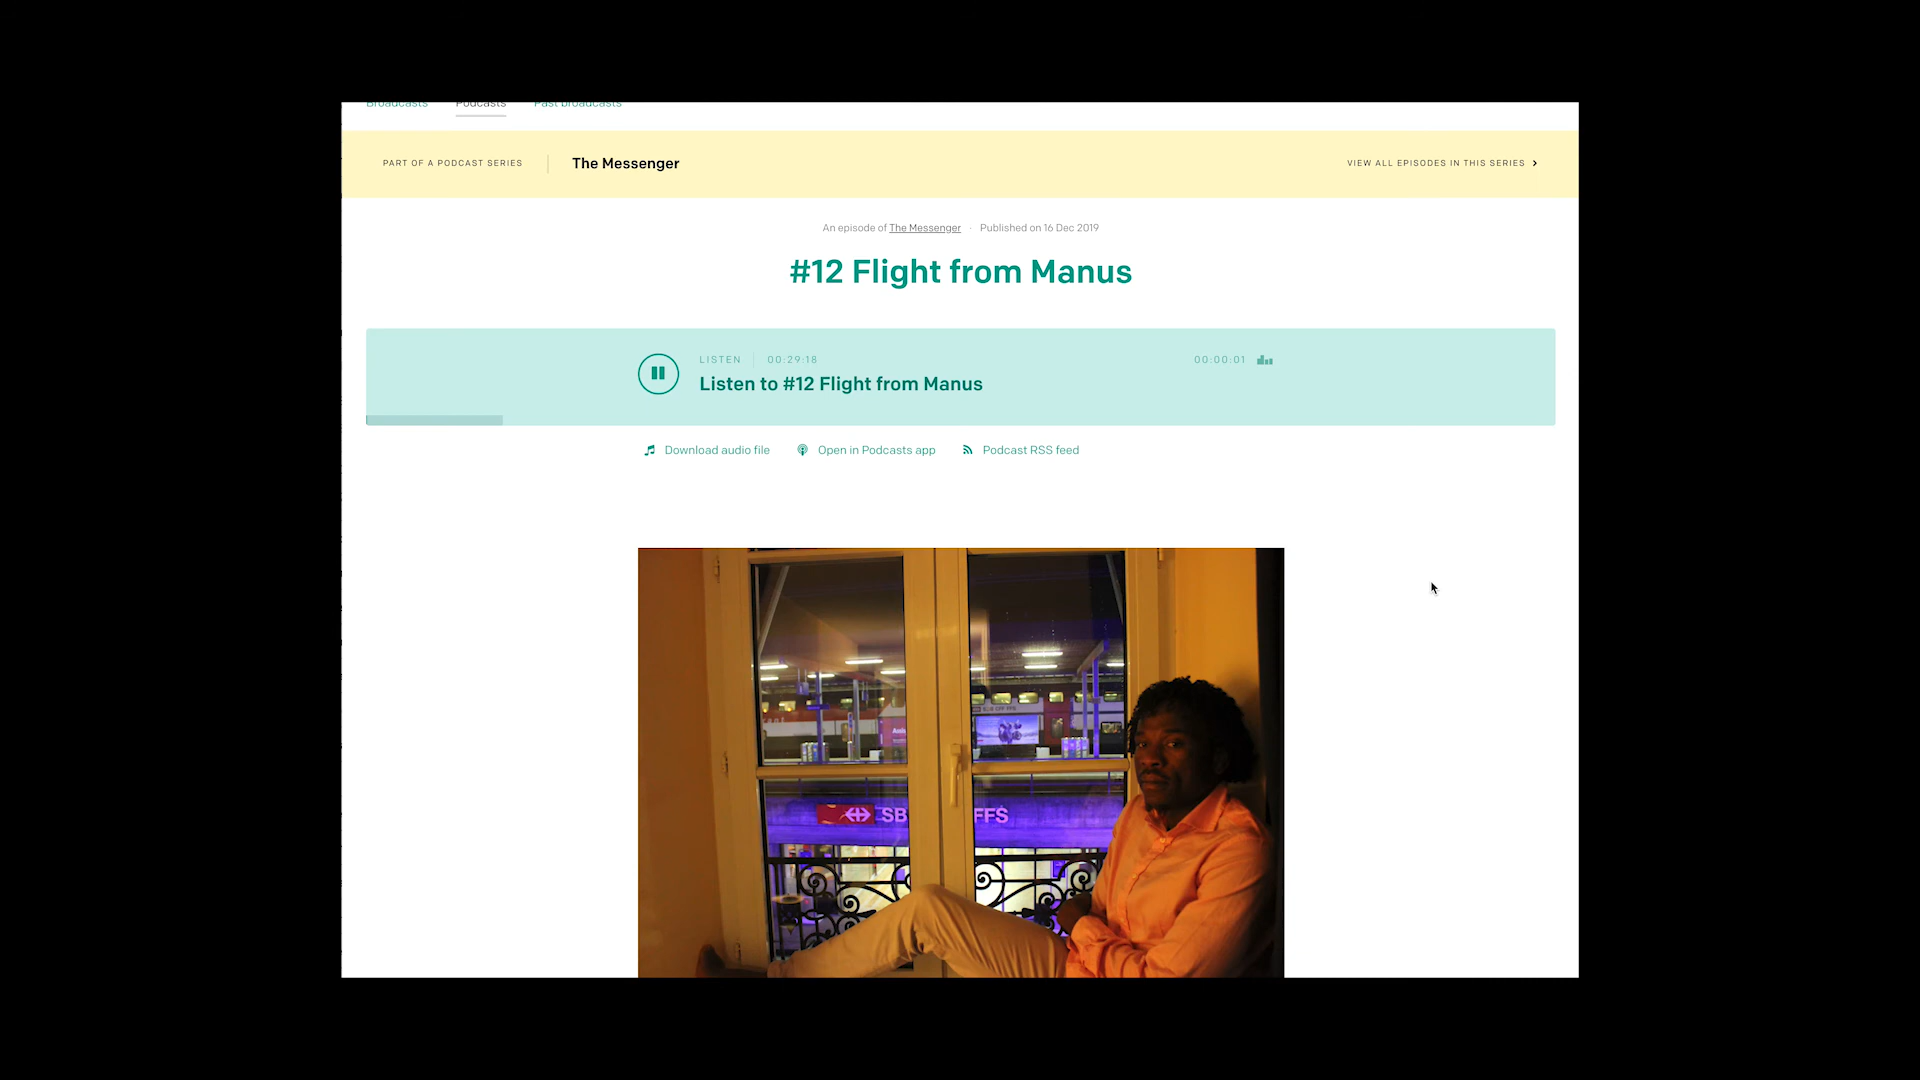 Broadcasts Podcasts Past broadcasts
PART OF A PODCAST SERIES The Messenger VIEW ALL EPISODES IN THIS SERIES
An episode of The Messenger · Published on 16 Dec 2019
#12 Flight from Manus
LISTEN 00:29:18 00:00:01
Listen to #12 Flight from Manus
Download audio file Open in Podcasts app Podcast RSS feed
SB FFS